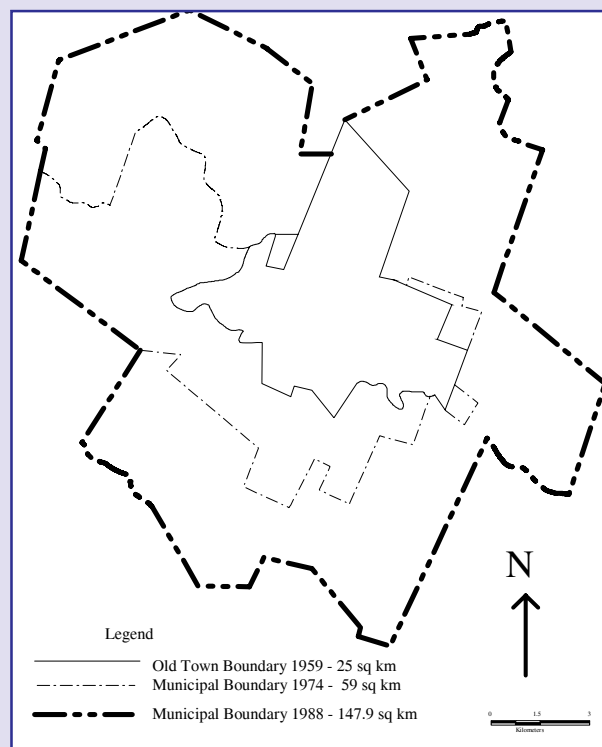 N
Legend
Old Town Boundary 1959 - 25 sq km
Municipal Boundary 1974 - 59 sq km
Municipal Boundary 1988 - 147.9 sq km
0 1.5 3
Kilometers